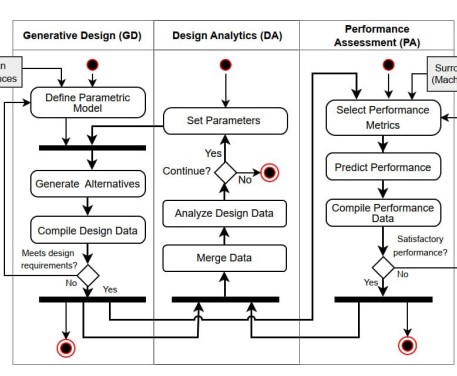 Generative Design (GD)
Design Analytics (DA)
Performance
Assessment (PA)
Define Parametric
Model
Generate Alternatives
Compile Design Data
Meets design
requirements?
No
Yes
Set Parameters
Yes
Continue?
No
Analyze Design Data
Merge Data
Surro
(Mach
Select Performance
Metrics
Predict Performance
Compile Performance
Data
Satisfactory
performance?
No
Yes